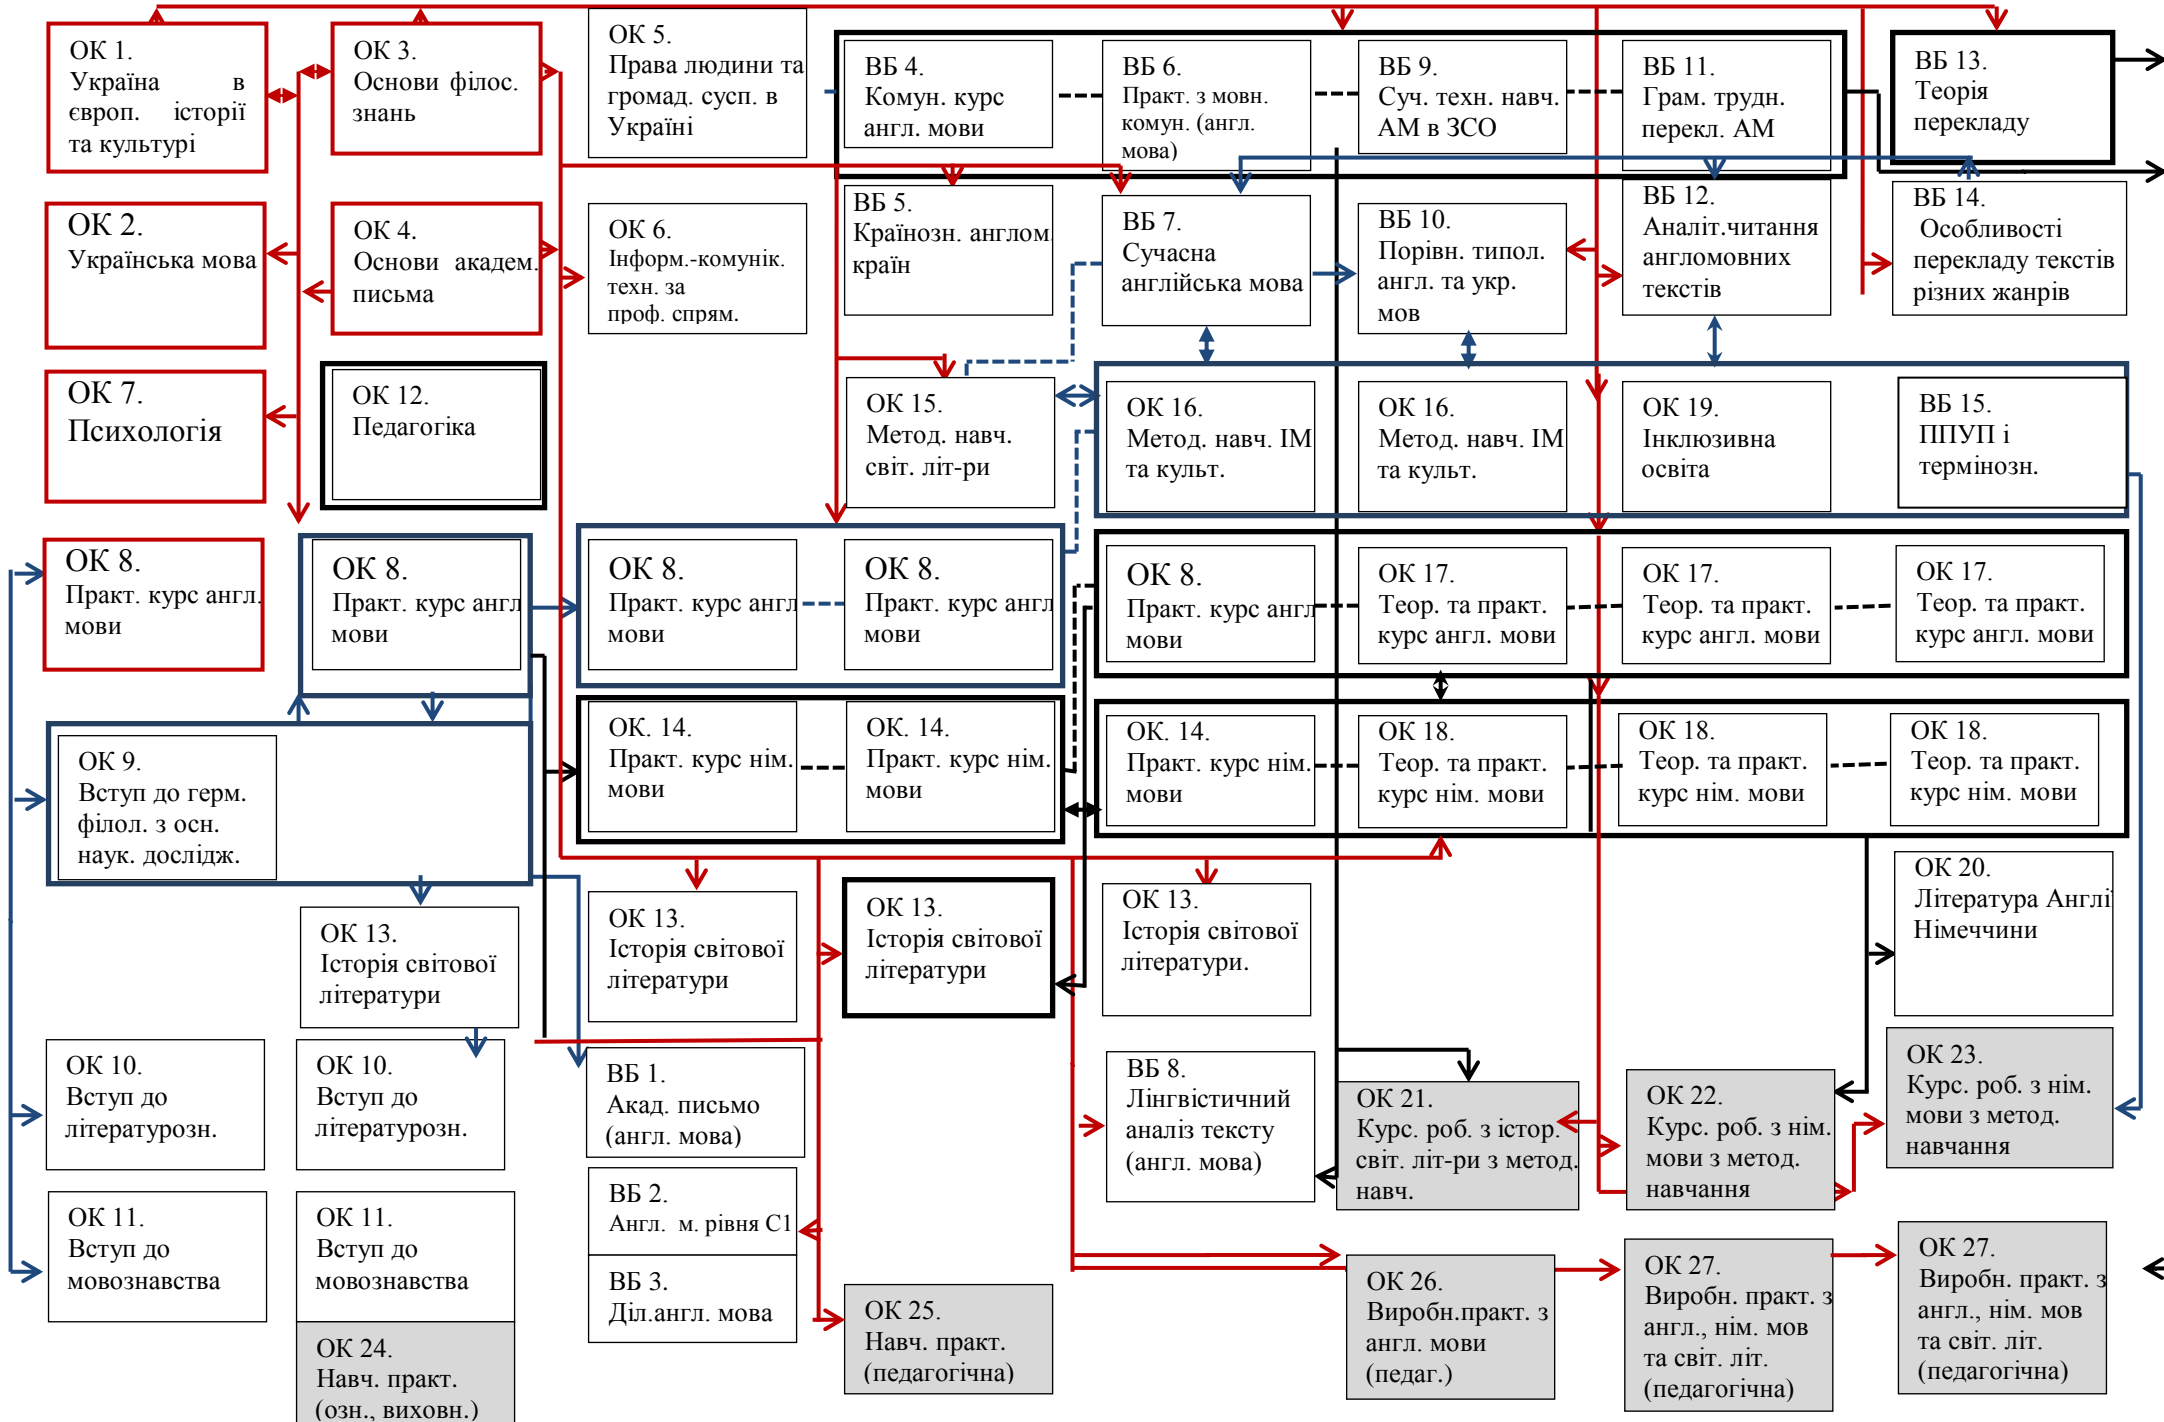 ОК 1.
Україна в
європ. історії
та культурі
ОК 3.
Основи філос.
знань
ОК 5.
Права людини та
громад. сусп. в
Україні
ВБ 4.
Комун. курс
англ. мови
ВБ 6.
Практ. з мовн.
комун. (англ.
мова)
ВБ 9.
Суч. техн. навч.
АМ в ЗСО
ВБ 11.
Грам. трудн.
перекл. АМ
ВБ 13.
Теорія
перекладу
ОК 2.
Українська мова
ОК 4.
Основи академ.
письма
ОК 6.
Інформ.-комунік.
техн. за
проф. спрям.
ВБ 5.
Країнозн. англом.
країн
ВБ 7.
Сучасна
англійська мова
ВБ 10.
Порівн. типол.
англ. та укр.
мов
ВБ 12.
Аналіт.читання
англомовних
текстів
ВБ 14.
Особливості
перекладу текстів
різних жанрів
ОК 7.
Психологія
ОК 12.
Педагогіка
ОК 15.
Метод. навч.
світ. літ-ри
ОК 16.
Метод. навч. ІМ
та культ.
ОК 16.
Метод. навч. ІМ
та культ.
ОК 19.
Інклюзивна
освіта
ВБ 15.
ППУП і
термінозн.
ОК 8.
Практ. курс англ.
мови
ОК 8.
Практ. курс англ
мови
ОК 8.
Практ. курс англ
мови
ОК 8.
Практ. курс англ
мови
ОК 8.
Практ. курс англ
мови
ОК 17.
Теор. та практ.
курс англ. мови
ОК 17.
Теор. та практ.
курс англ. мови
ОК 17.
Теор. та практ.
курс англ. мови
ОК 9.
Вступ до герм.
філол. з осн.
наук. дослідж.
ОК. 14.
Практ. курс нім.
мови
ОК. 14.
Практ. курс нім.
мови
ОК. 14.
Практ. курс нім.
мови
ОК 18.
Теор. та практ.
курс нім. мови
ОК 18.
Теор. та практ.
курс нім. мови
ОК 18.
Теор. та практ.
курс нім. мови
ОК 13.
Історія світової
літератури
ОК 13.
Історія світової
літератури
ОК 13.
Історія світової
літератури
ОК 13.
Історія світової
літератури.
ОК 20.
Література Англі
Німеччини
ОК 10.
Вступ до
літературозн.
ОК 10.
Вступ до
літературозн.
ВБ 1.
Акад. письмо
(англ. мова)
ВБ 8.
Лінгвістичний
аналіз тексту
(англ. мова)
ОК 21.
Курс. роб. з істор.
світ. літ-ри з метод.
навч.
ОК 22.
Курс. роб. з нім.
мови з метод.
навчання
ОК 23.
Курс. роб. з нім.
мови з метод.
навчання
ОК 11.
Вступ до
мовознавства
ОК 11.
Вступ до
мовознавства
ВБ 2.
Англ. м. рівня С1
ВБ 3.
Діл.англ. мова
ОК 24.
Навч. практ.
(озн., виховн.)
ОК 25.
Навч. практ.
(педагогічна)
ОК 26.
Виробн.практ. з
англ. мови
(педаг.)
ОК 27.
Виробн. практ. з
англ., нім. мов
та світ. літ.
(педагогічна)
ОК 27.
Виробн. практ. з
англ., нім. мов
та світ. літ.
(педагогічна)